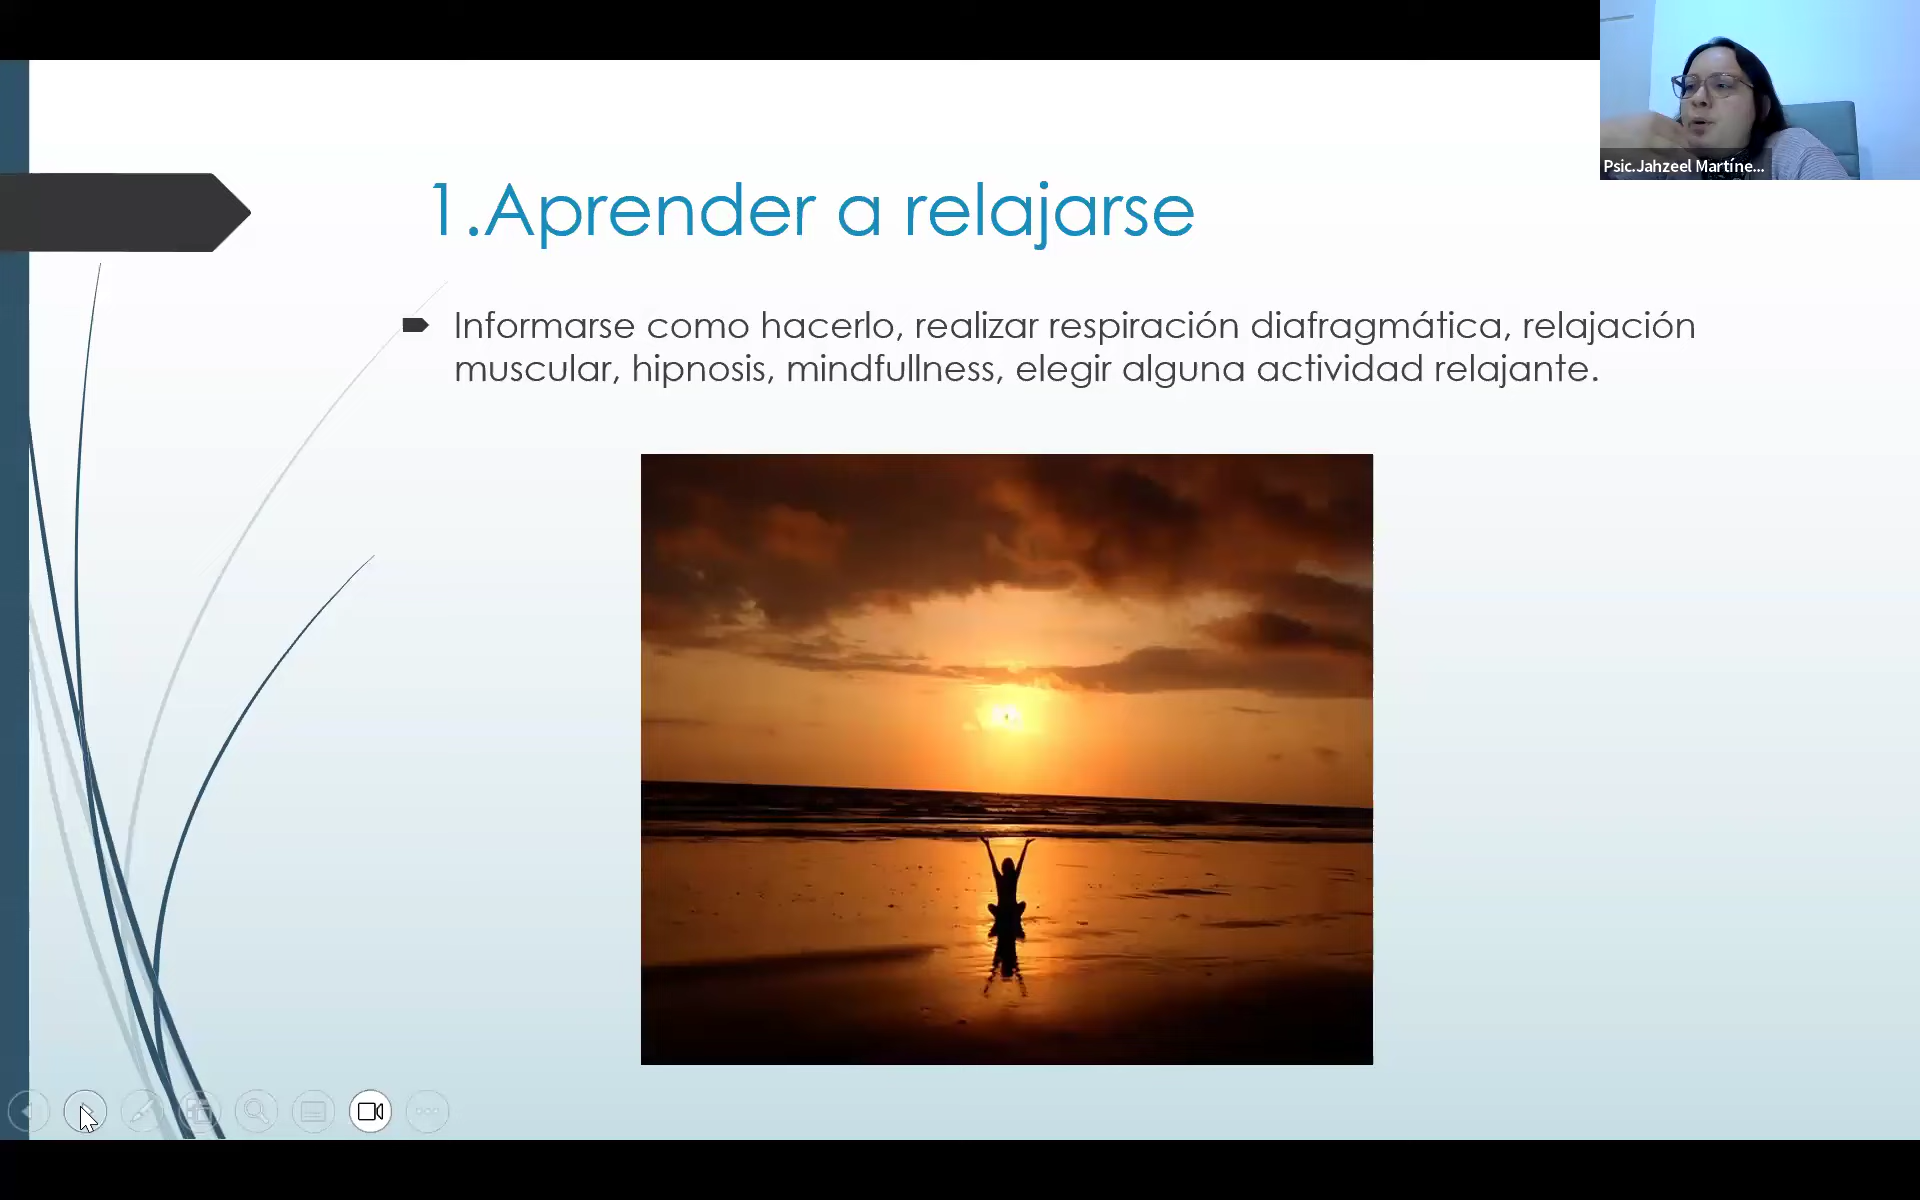 Psic.Jahzeel Martíne...
1.Aprender a relajarse
Informarse como hacerlo, realizar respiración diafragmática, relajación
muscular, hipnosis, mindfullness, elegir alguna actividad relajante.